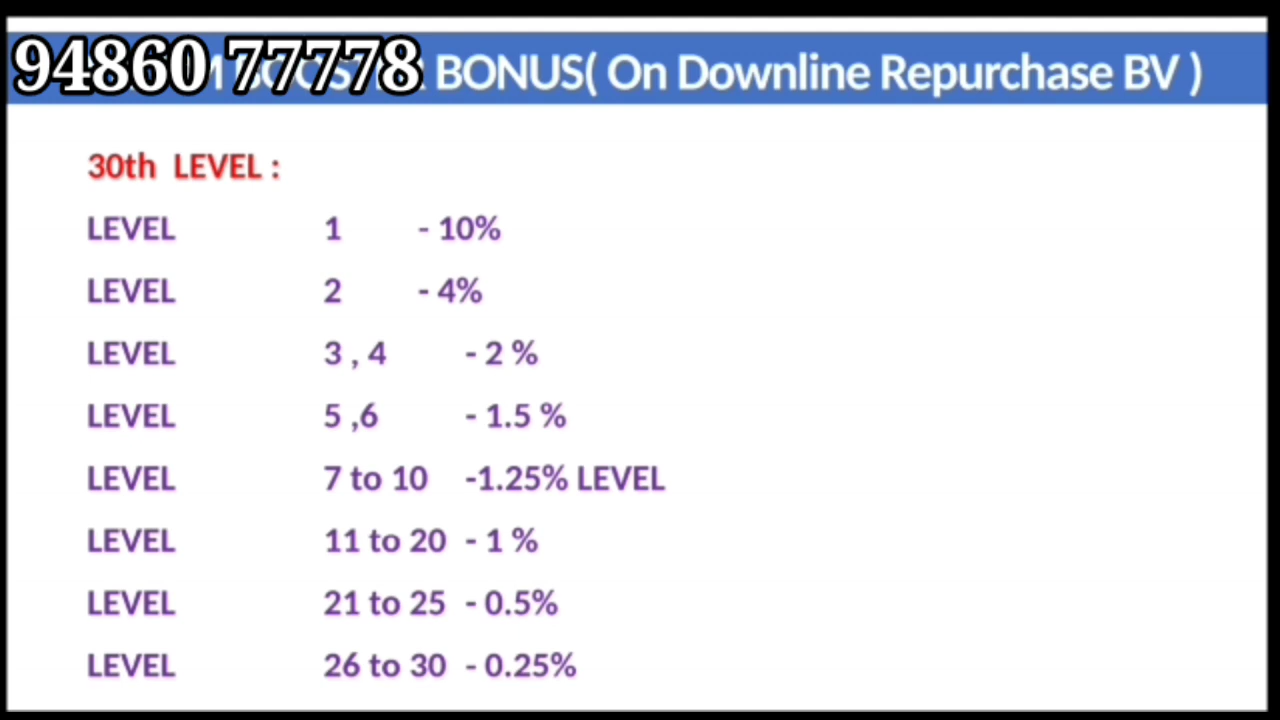 94860 77778
BONUS( On Downline Repurchase BV )
30th LEVEL :
LEVEL 1 - 10%
LEVEL 2 - 4%
LEVEL 3 , 4 - 2 %
LEVEL 5 ,6 - 1.5 %
LEVEL 7 to 10 -1.25% LEVEL
LEVEL 11 to 20 - 1 %
LEVEL 21 to 25 - 0.5%
LEVEL 26 to 30 - 0.25%